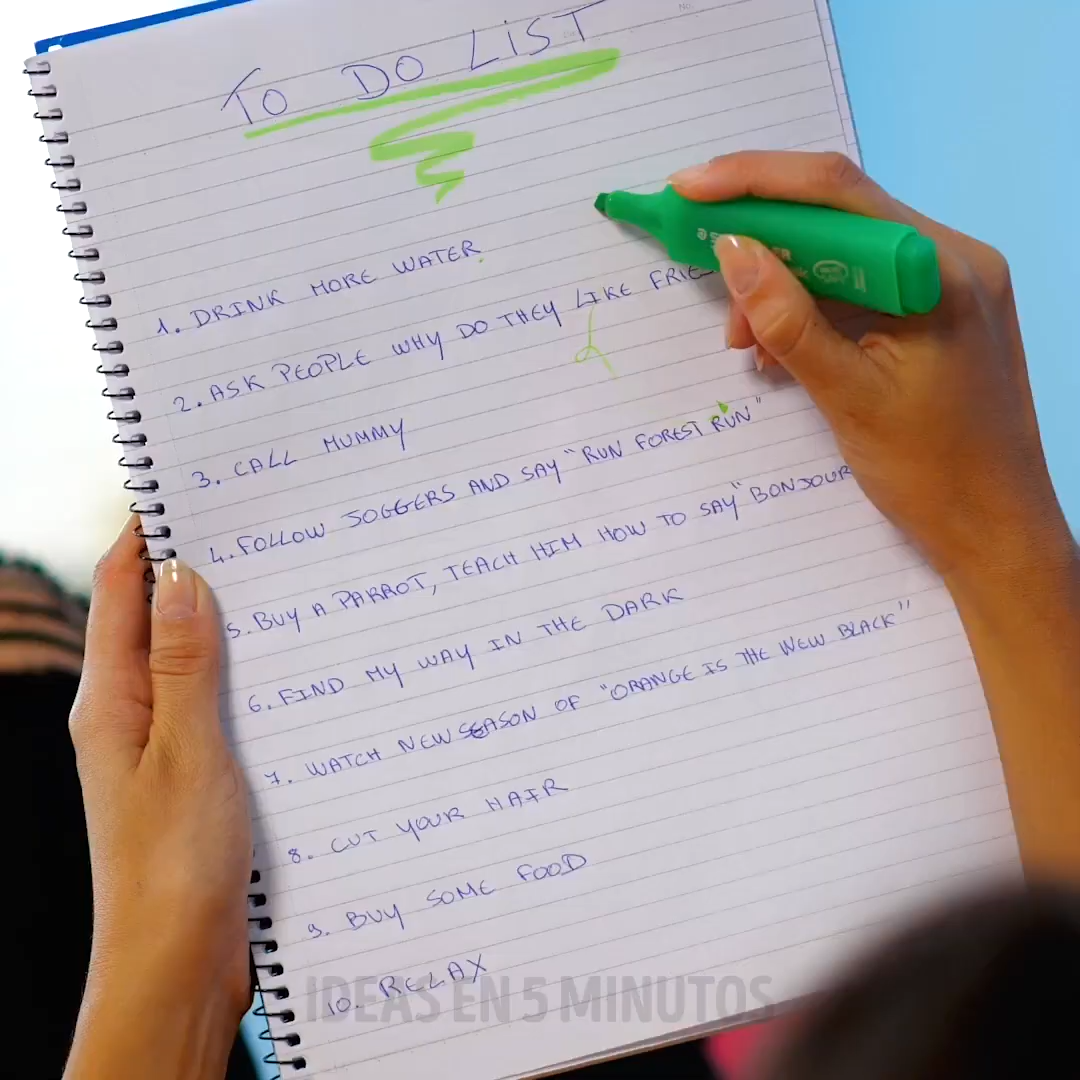 TO DO LIST
1. DRINK MORE WATER.
2. ASK PEOPLE WHY DO THEY LIKE
3. CALL MUMMY
4. FOLLOW JOGGERS AND SAY "RUN FOREST RUN"
5. BUY A PARROT, TEACH HIM HOW TO SAY "BONJOUR
6. FIND MY WAY IN THE DARK
7. WATCH NEW SEASON OF "ORANGE IS THE NEW BLACK"
8. CUT YOUR HAIR
9. BUY SOME FOOD
10. RELAX
IDEAS EN 5 MINUTOS